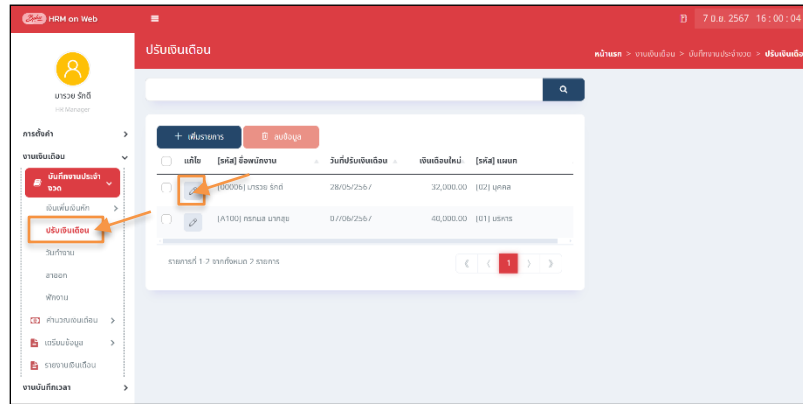 HRM on Web
7 มิ.ย. 2567 16 : 00 : 04
ปรับเงินเดือน
หน้าแรก > งานเงินเดือน > บันทึกงานประจำงวด > ปรับเงินเดือน
มารวย รักดี
HR Manager
การตั้งค่า
งานเงินเดือน
บันทึกงานประจำ
งวด
เงินเพิ่มเงินหัก
ปรับเงินเดือน
วันทำงาน
ลาออก
พักงาน
คำนวณเงินเดือน
เตรียมข้อมูล
รายงานเงินเดือน
งานบันทึกเวลา
+ เพิ่มรายการ
ลบข้อมูล
แก้ไข [รหัส] ชื่อพนักงาน วันที่ปรับเงินเดือน เงินเดือนใหม่ [รหัส] แผนก
[00006] มารวย รักดี 28/05/2567 32,000.00 [02] บุคคล
[A100] กรกมล มากสุข 07/06/2567 40,000.00 [01] บริหาร
รายการที่ 1-2 จากทั้งหมด 2 รายการ
1